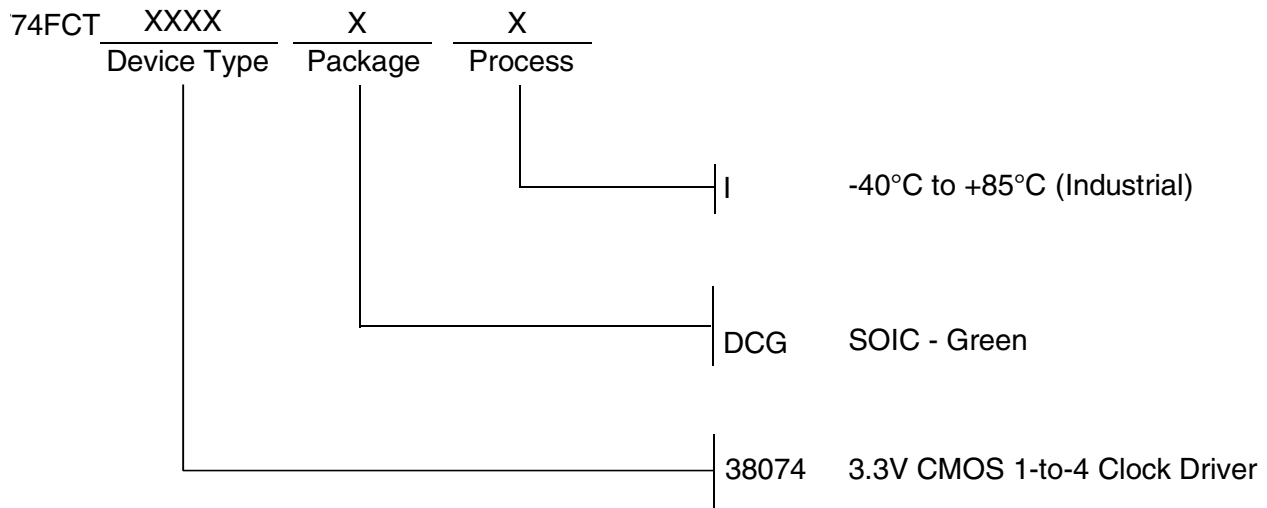 74FCT XXXX X X
Device Type Package Process
I -40°C to +85°C (Industrial)
DCG SOIC - Green
38074 3.3V CMOS 1-to-4 Clock Driver